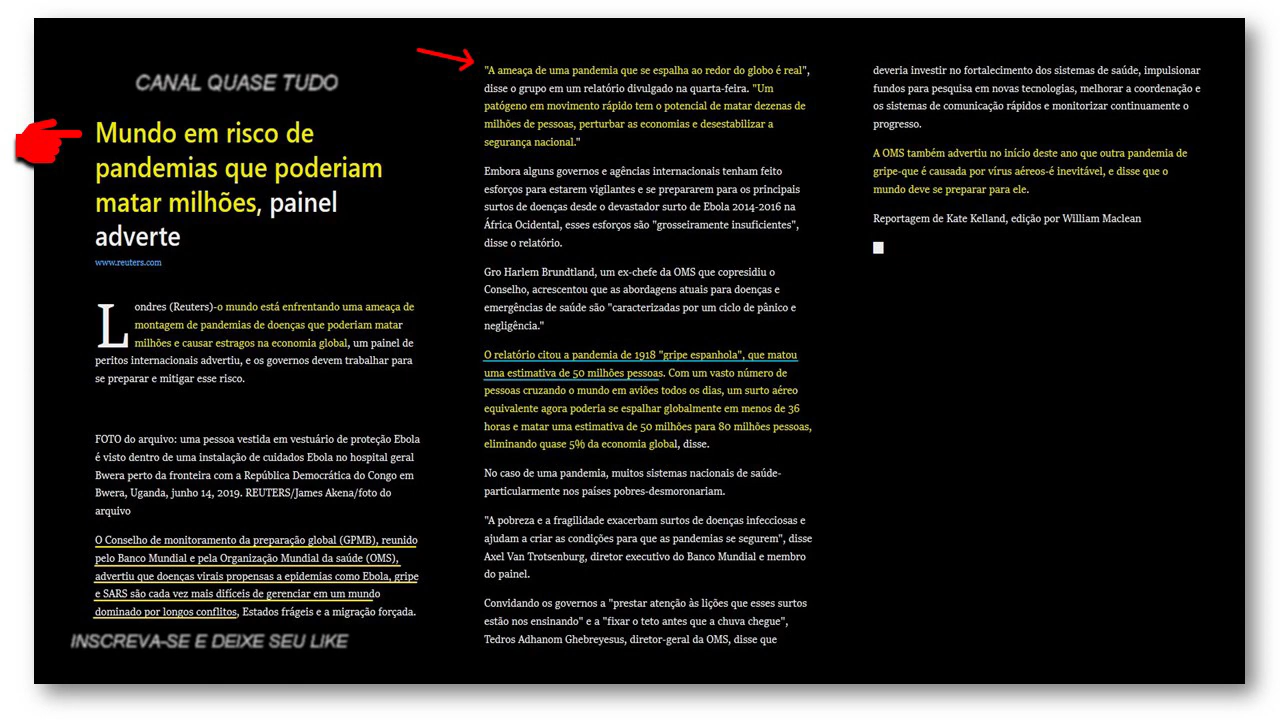 CANAL QUASE TUDO
Mundo em risco de
pandemias que poderiam
matar milhões, painel
adverte
www.reuters.com
Londres (Reuters)-o mundo está enfrentando uma ameaça de
montagem de pandemias de doenças que poderiam matar
milhões e causar estragos na economia global, um painel de
peritos internacionais advertiu, e os governos devem trabalhar para
se preparar e mitigar esse risco.
FOTO do arquivo: uma pessoa vestida em vestuário de proteção Ebola
é visto dentro de uma instalação de cuidados Ebola no hospital geral
Bwera perto da fronteira com a República Democrática do Congo em
Bwera, Uganda, junho 14, 2019. REUTERS/James Akena/foto do
arquivo
O Conselho de monitoramento da preparação global (GPMB), reunido
pelo Banco Mundial e pela Organização Mundial da saúde (OMS),
advertiu que doenças virais propensas a epidemias como Ebola, gripe
e SARS são cada vez mais difíceis de gerenciar em um mundo
dominado por longos conflitos, Estados frágeis e a migração forçada.
INSCREVA-SE E DEIXE SEU LIKE
"A ameaça de uma pandemia que se espalha ao redor do globo é real",
disse o grupo em um relatório divulgado na quarta-feira. "Um
patógeno em movimento rápido tem o potencial de matar dezenas de
milhões de pessoas, perturbar as economias e desestabilizar a
segurança nacional."
Embora alguns governos e agências internacionais tenham feito
esforços para estarem vigilantes e se prepararem para os principais
surtos de doenças desde o devastador surto de Ebola 2014-2016 na
África Ocidental, esses esforços são "grosseiramente insuficientes",
disse o relatório.
Gro Harlem Brundtland, um ex-chefe da OMS que copresidiu o
Conselho, acrescentou que as abordagens atuais para doenças e
emergências de saúde são "caracterizadas por um ciclo de pânico e
negligência."
O relatório citou a pandemia de 1918 "gripe espanhola", que matou
uma estimativa de 50 milhões pessoas. Com um vasto número de
pessoas cruzando o mundo em aviões todos os dias, um surto aéreo
equivalente agora poderia se espalhar globalmente em menos de 36
horas e matar uma estimativa de 50 milhões para 80 milhões pessoas,
eliminando quase 5% da economia global, disse.
No caso de uma pandemia, muitos sistemas nacionais de saúde-
particularmente nos países pobres-desmoronariam.
"A pobreza e a fragilidade exacerbam surtos de doenças infecciosas e
ajudam a criar as condições para que as pandemias se segurem", disse
Axel Van Trotsenburg, diretor executivo do Banco Mundial e membro
do painel.
Convidando os governos a "prestar atenção às lições que esses surtos
estão nos ensinando" e a "fixar o teto antes que a chuva chegue",
Tedros Adhanom Ghebreyesus, diretor-geral da OMS, disse que
deveria investir no fortalecimento dos sistemas de saúde, impulsionar
fundos para pesquisa em novas tecnologias, melhorar a coordenação e
os sistemas de comunicação rápidos e monitorizar continuamente o
progresso.
A OMS também advertiu no início deste ano que outra pandemia de
gripe-que é causada por vírus aéreos-é inevitável, e disse que o
mundo deve se preparar para ele.
Reportagem de Kate Kelland, edição por William Maclean